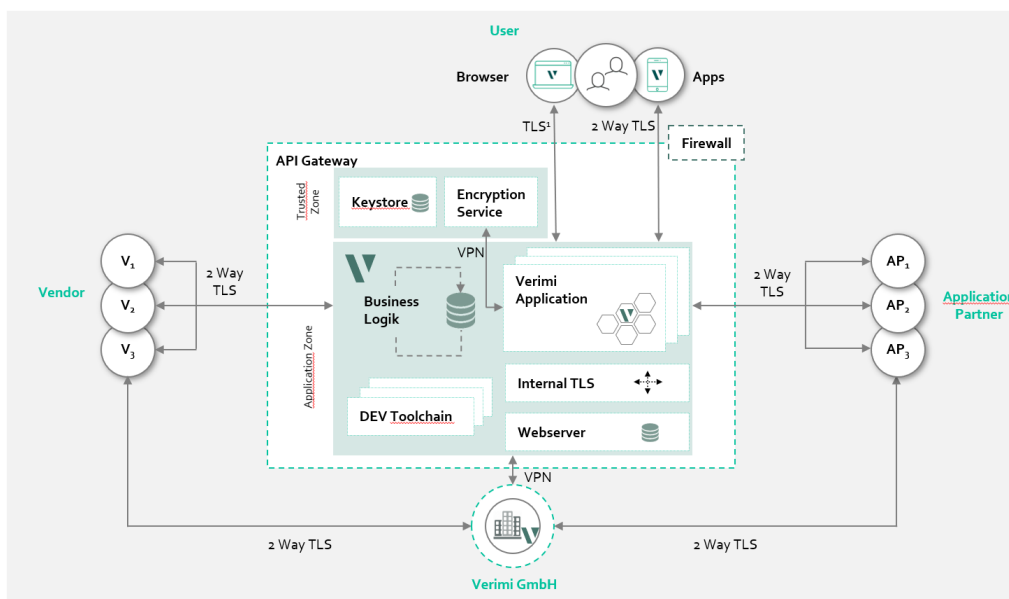 User
Browser
Apps
TLS¹
2 Way TLS
Firewall
API Gateway
Trusted
Zone
Keystore
Encryption
Service
VPN
V₁
V₂
V₃
Vendor
2 Way
TLS
Business
Logik
Verimi
Application
2 Way
TLS
AP₁
AP₂
AP₃
Application
Partner
Application Zone
Internal TLS
DEV Toolchain
Webserver
VPN
2 Way TLS
2 Way TLS
Verimi GmbH